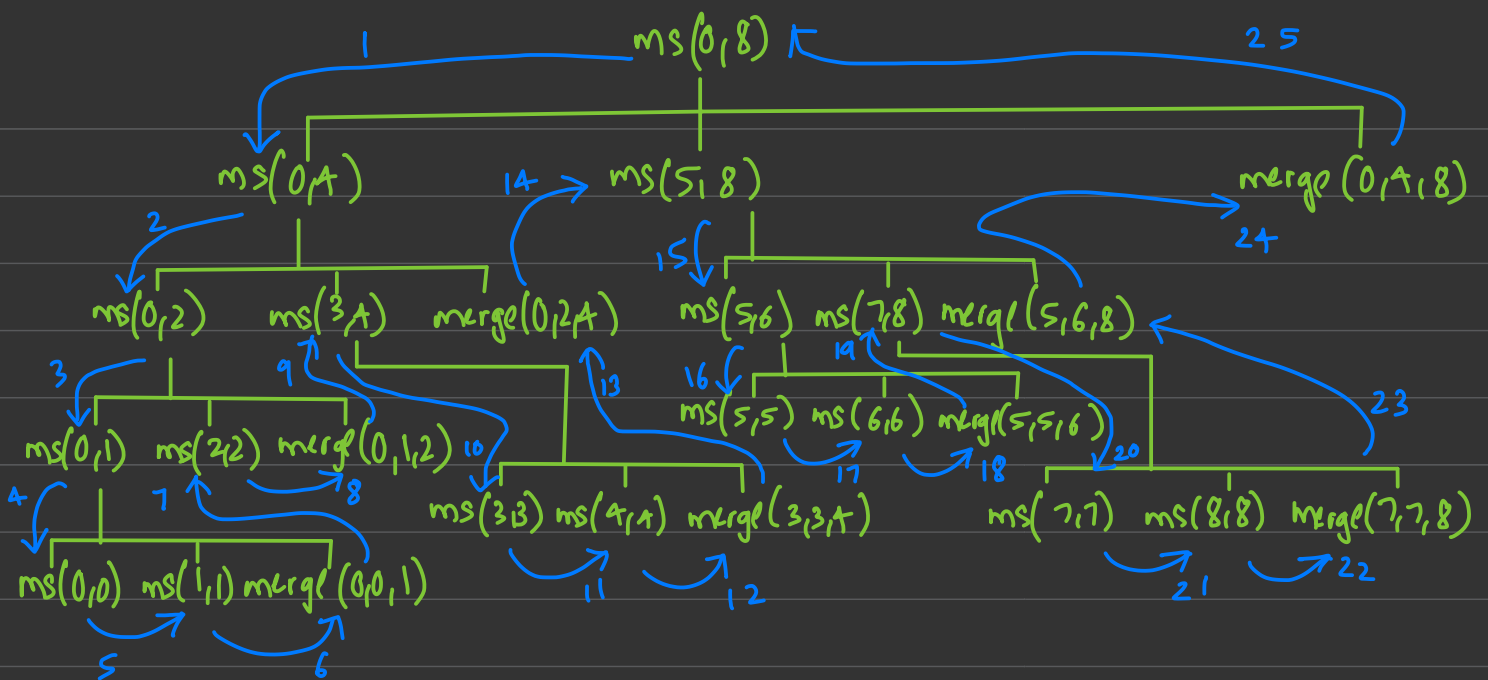 1 ms(0,8) 25
ms(0,4) 14 ms(5,8) merge(0,4,8)
2 15 24
ms(0,2) ms(3,4) merge(0,2,4) ms(5,6) ms(7,8) merge(5,6,8)
3 9 13 16 19 23
ms(0,1) ms(2,2) merge(0,1,2) ms(5,5) ms(6,6) merge(5,5,6)
4 7 8 10 17 18 20
ms(3,3) ms(4,4) merge(3,3,4) ms(7,7) ms(8,8) merge(7,7,8)
ms(0,0) ms(1,1) merge(0,0,1) 11 12 21 22
5 6